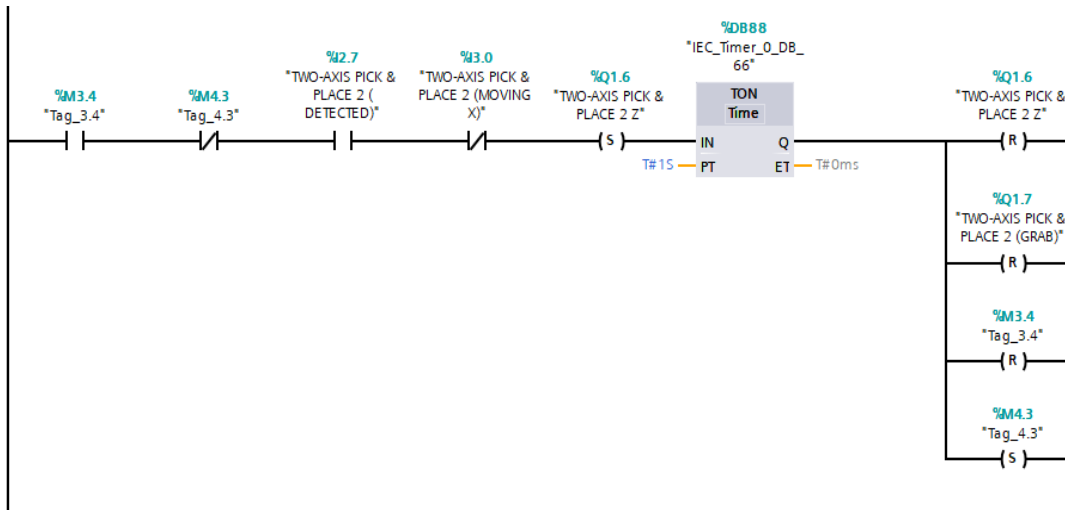 %M3.4
"Tag_3.4"
%M4.3
"Tag_4.3"
%I2.7
"TWO-AXIS PICK &
PLACE 2 (
DETECTED)"
%I3.0
"TWO-AXIS PICK &
PLACE 2 (MOVING
X)"
%Q1.6
"TWO-AXIS PICK &
PLACE 2 Z"
S
%DB88
"IEC_Timer_0_DB_
66"
TON
Time
IN Q
T#1S PT ET T#0ms
%Q1.6
"TWO-AXIS PICK &
PLACE 2 Z"
R
%Q1.7
"TWO-AXIS PICK &
PLACE 2 (GRAB)"
R
%M3.4
"Tag_3.4"
R
%M4.3
"Tag_4.3"
S